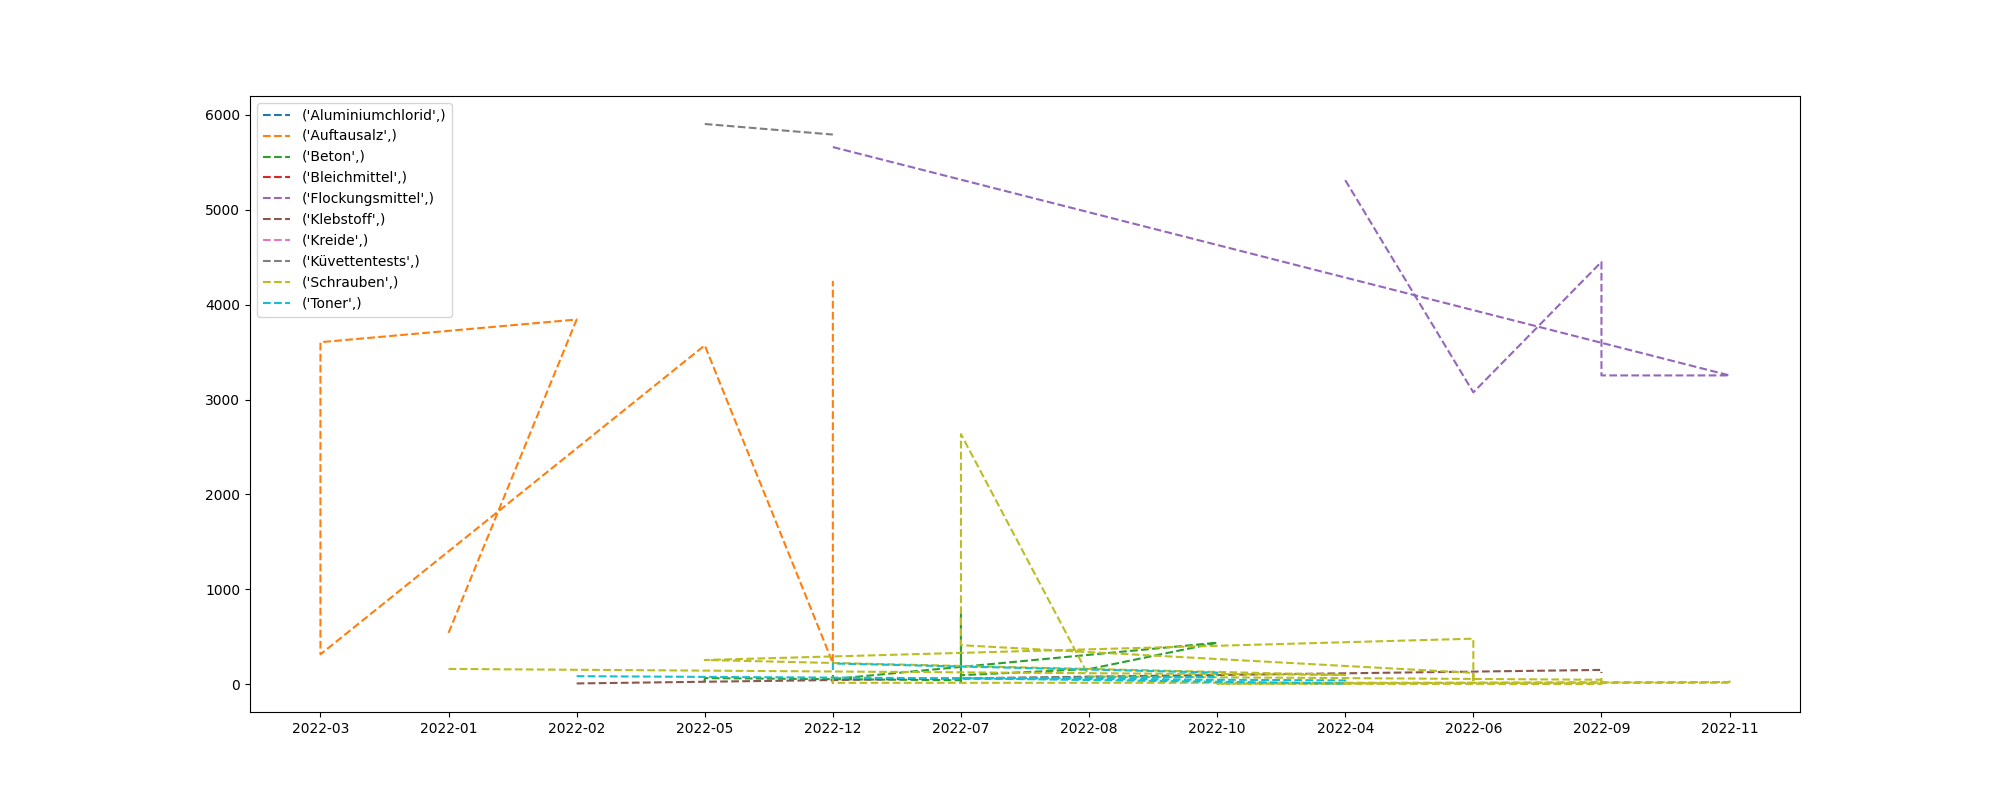 6000
5000
4000
3000
2000
1000
0
('Aluminiumchlorid',)
('Auftausalz',)
('Beton',)
('Bleichmittel',)
('Flockungsmittel',)
('Klebstoff',)
('Kreide',)
('Küvettentests',)
('Schrauben',)
('Toner',)
2022-03 2022-01 2022-02 2022-05 2022-12 2022-07 2022-08 2022-10 2022-04 2022-06 2022-09 2022-11